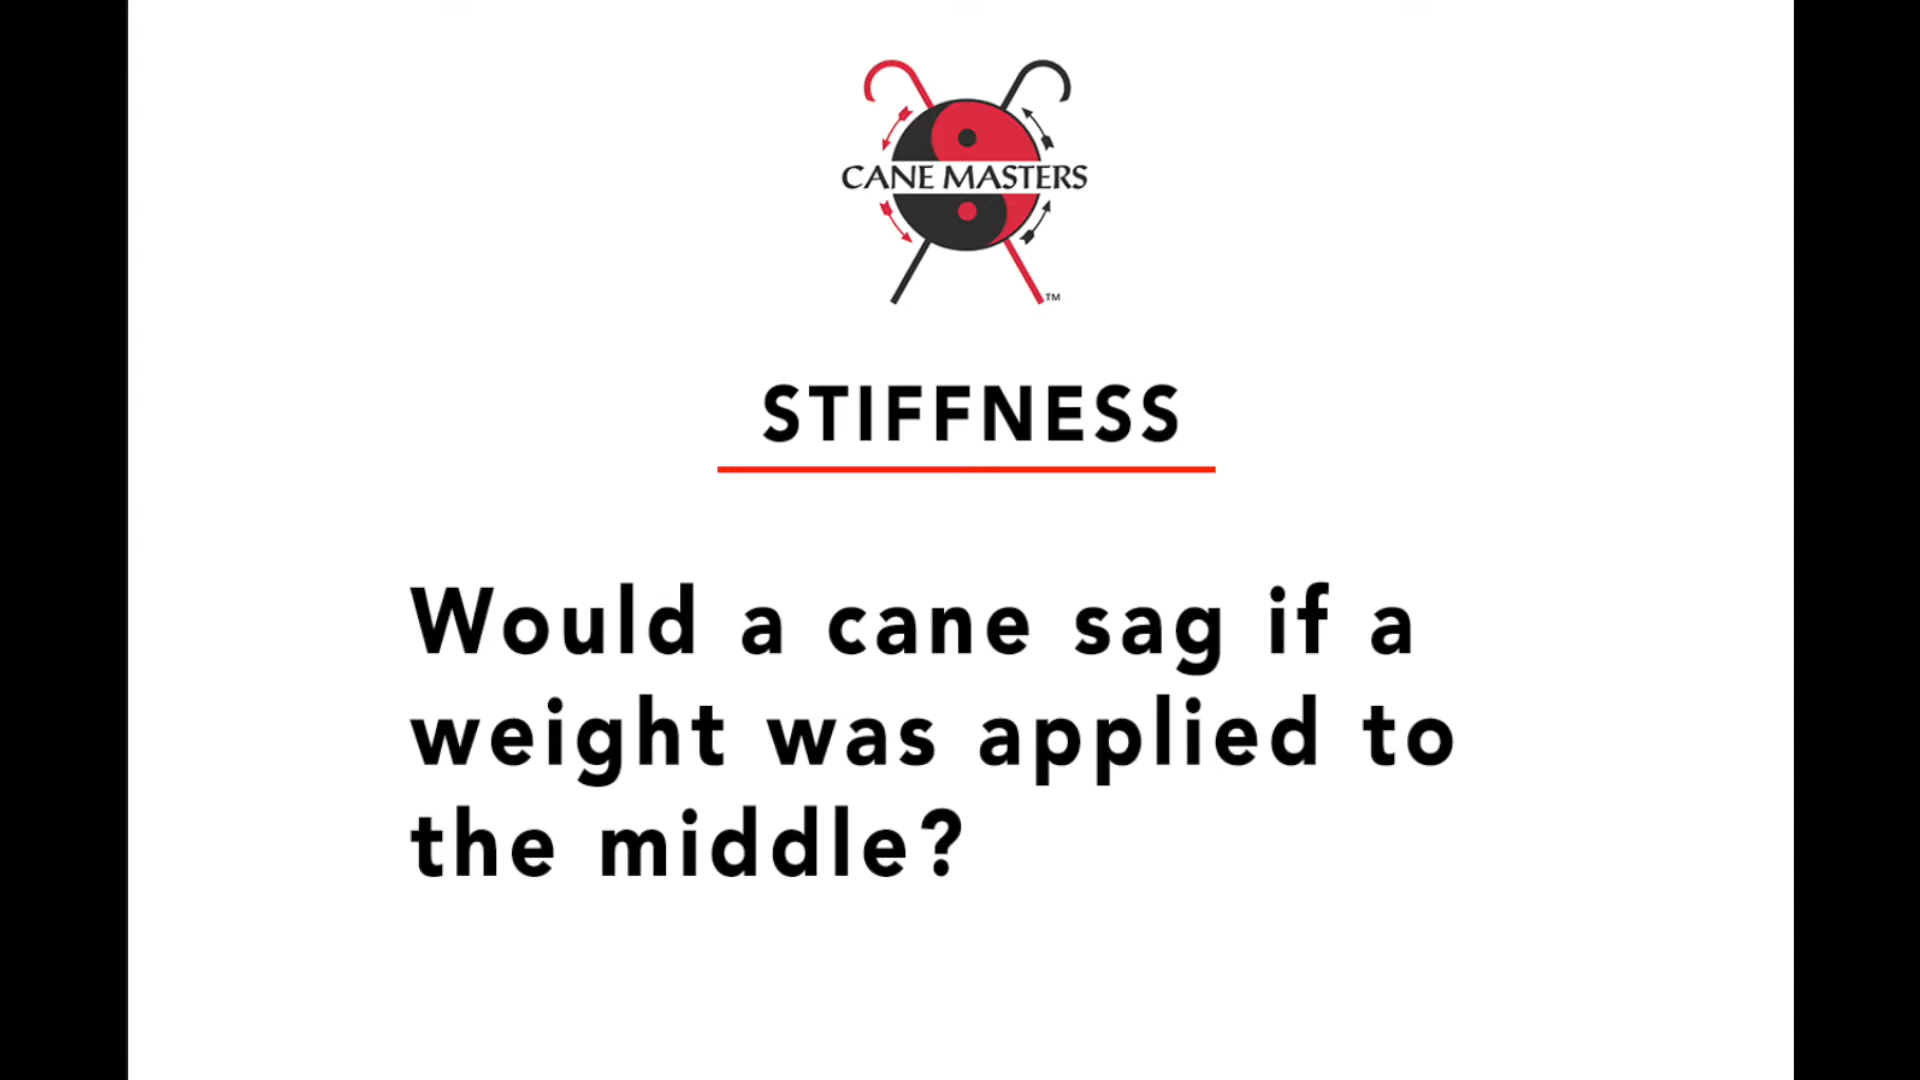 CANE MASTERS
TM
STIFFNESS
Would a cane sag if a
weight was applied to
the middle?